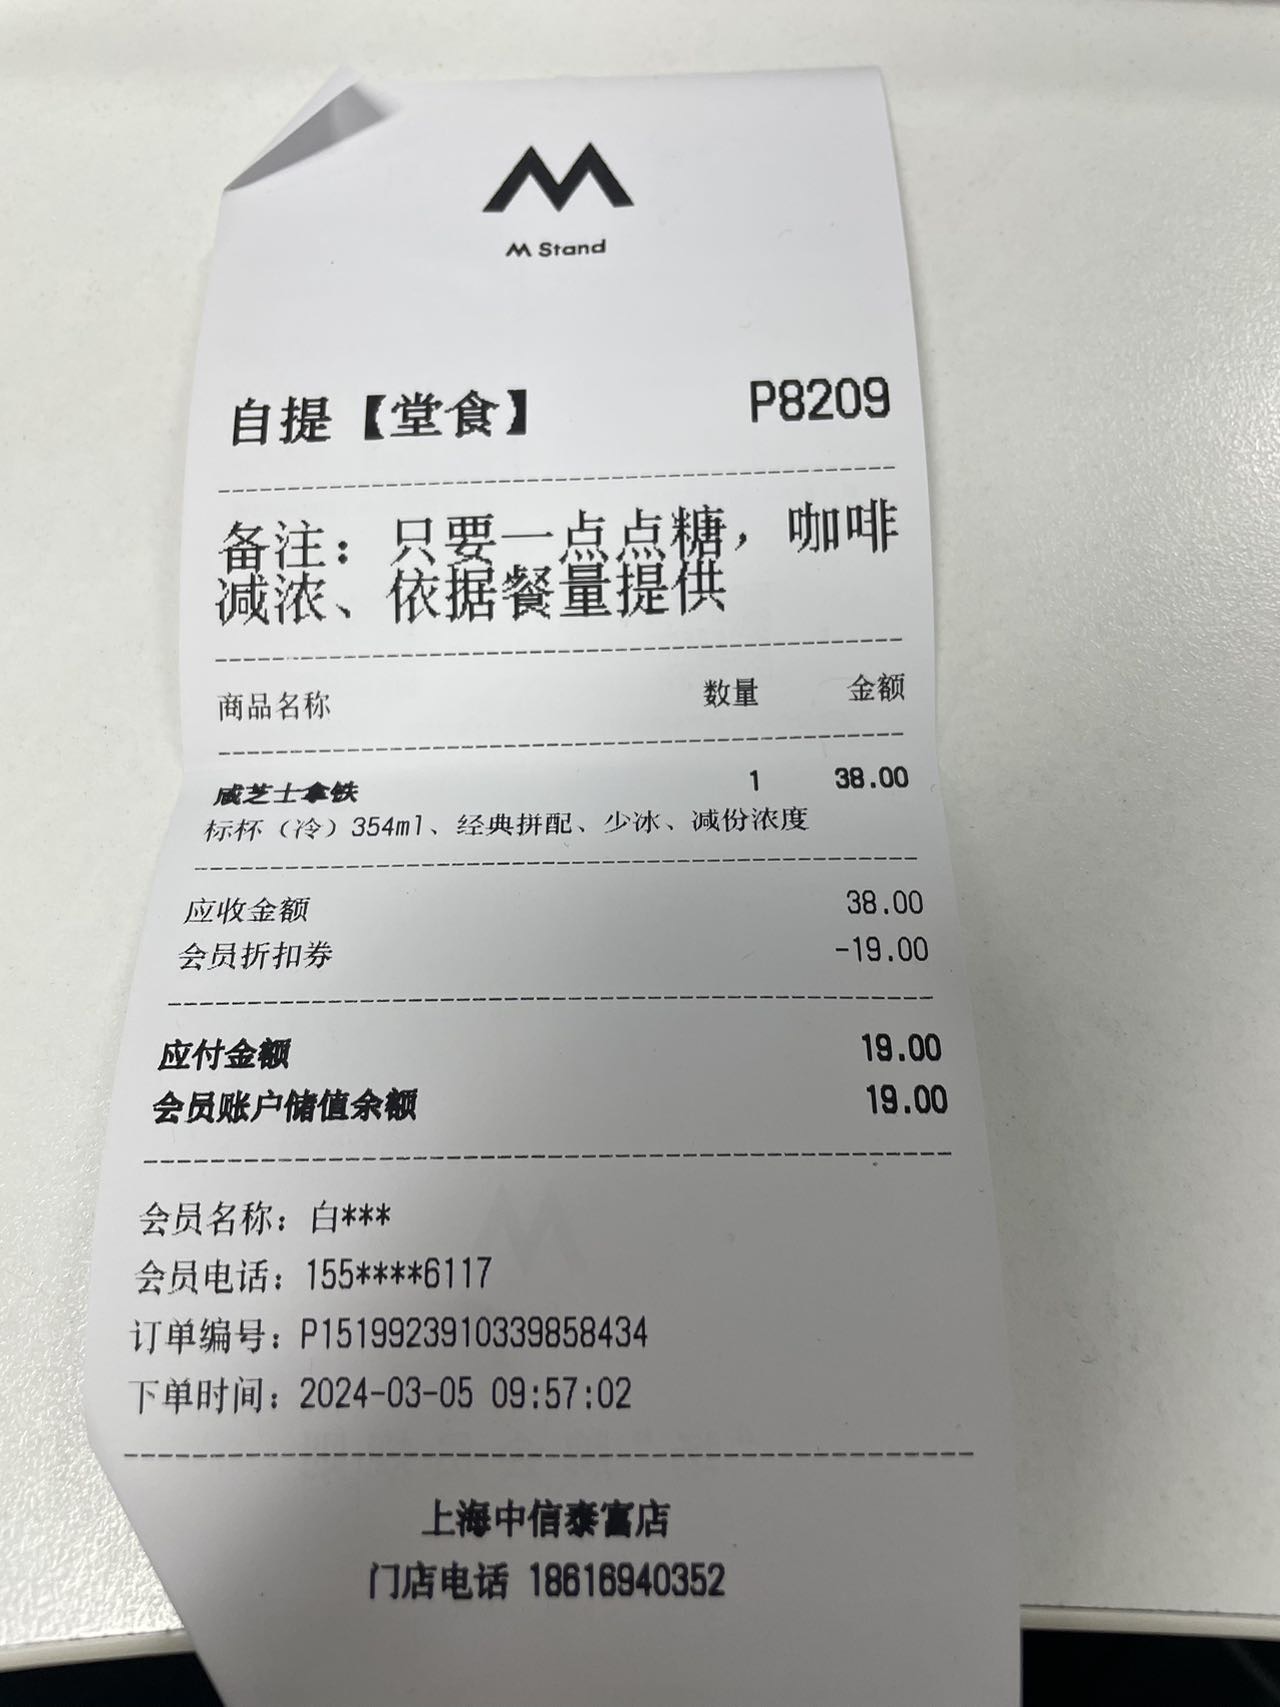 M Stand
自提【堂食】 P8209
备注：只要一点点糖，咖啡
减浓、依据餐量提供
商品名称 数量 金额
咸芝士拿铁 1 38.00
标杯（冷）354ml、经典拼配、少冰、减份浓度
应收金额 38.00
会员折扣券 -19.00
应付金额 19.00
会员账户储值余额 19.00
会员名称：白***
会员电话：155****6117
订单编号：P1519923910339858434
下单时间：2024-03-05 09:57:02
上海中信泰富店
门店电话 18616940352